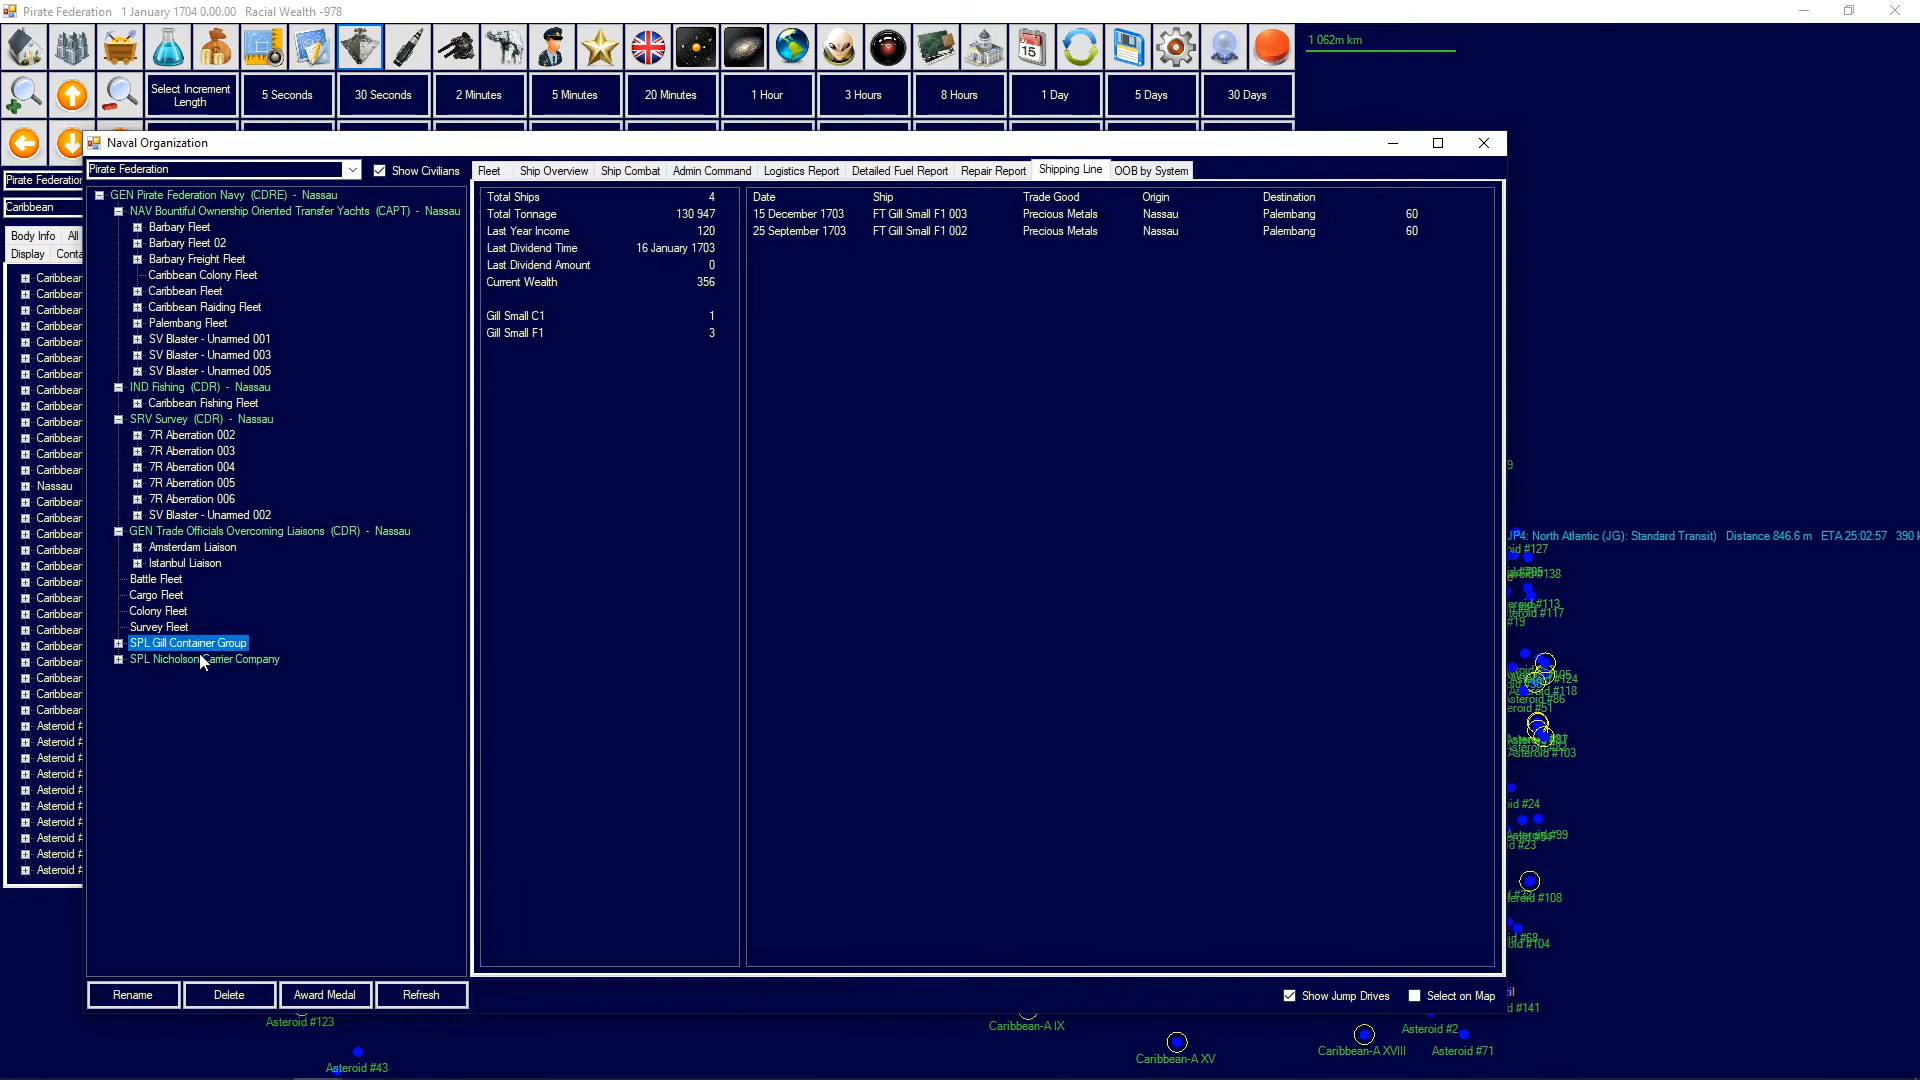 Pirate Federation   1 January 1704 0.00.00   Racial Wealth -978
1 062m km
Select Increment Length
5 Seconds
30 Seconds
2 Minutes
5 Minutes
20 Minutes
1 Hour
3 Hours
8 Hours
1 Day
5 Days
30 Days
Naval Organization
Pirate Federation
Show Civilians
Fleet
Ship Overview
Ship Combat
Admin Command
Logistics Report
Detailed Fuel Report
Repair Report
Shipping Line
OOB by System
Caribbean
Body Info
All
Display
Nassau
GEN Pirate Federation Navy (CDRE) - Nassau
NAV Bountiful Ownership Oriented Transfer Yachts (CAPT) - Nassau
Barbary Fleet
Barbary Fleet 02
Barbary Freight Fleet
Caribbean Colony Fleet
Caribbean Fleet
Caribbean Raiding Fleet
Palembang Fleet
SV Blaster - Unarmed 001
SV Blaster - Unarmed 003
SV Blaster - Unarmed 005
IND Fishing (CDR) - Nassau
Caribbean Fishing Fleet
SRV Survey (CDR) - Nassau
7R Aberration 002
7R Aberration 003
7R Aberration 004
7R Aberration 005
7R Aberration 006
SV Blaster - Unarmed 002
GEN Trade Officials Overcoming Liaisons (CDR) - Nassau
Amsterdam Liaison
Istanbul Liaison
Battle Fleet
Cargo Fleet
Colony Fleet
Survey Fleet
SPL Gill Container Group
SPL Nicholson Carrier Company
Total Ships 4
Total Tonnage 130 947
Last Year Income 120
Last Dividend Time 16 January 1703
Last Dividend Amount 0
Current Wealth 356
Gill Small C1 1
Gill Small F1 3
Date Ship Trade Good Origin Destination
15 December 1703 FT Gill Small F1 003 Precious Metals Nassau Palembang 60
25 September 1703 FT Gill Small F1 002 Precious Metals Nassau Palembang 60
JP4: North Atlantic (JG): Standard Transit)   Distance 846.6 m   ETA 25:02:57   390
Rename
Delete
Award Medal
Refresh
Show Jump Drives
Select on Map
Asteroid #123
Asteroid #43
Caribbean-A IX
Caribbean-A XV
Caribbean-A XVIII
Asteroid #2
Asteroid #71